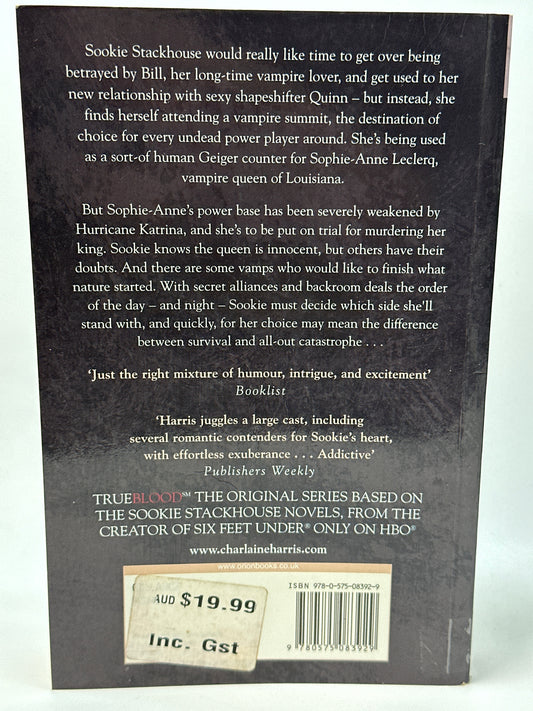 Sookie Stackhouse would really like time to get over being
betrayed by Bill, her long-time vampire lover, and get used to her
new relationship with sexy shapeshifter Quinn – but instead, she
finds herself attending a vampire summit, the destination of
choice for every undead power player around. She's being used
as a sort-of human Geiger counter for Sophie-Anne Leclerq,
vampire queen of Louisiana.
But Sophie-Anne's power base has been severely weakened by
Hurricane Katrina, and she's to be put on trial for murdering her
king. Sookie knows the queen is innocent, but others have their
doubts. And there are some vamps who would like to finish what
nature started. With secret alliances and backroom deals the order
of the day – and night – Sookie must decide which side she'll
stand with, and quickly, for her choice may mean the difference
between survival and all-out catastrophe . . .
'Just the right mixture of humour, intrigue, and excitement'
Booklist
'Harris juggles a large cast, including
several romantic contenders for Sookie's heart,
with effortless exuberance . . . Addictive'
Publishers Weekly
TRUEBLOOD℠ THE ORIGINAL SERIES BASED ON
THE SOOKIE STACKHOUSE NOVELS, FROM THE
CREATOR OF SIX FEET UNDER® ONLY ON HBO®
www.charlaineharris.com
www.orionbooks.co.uk
ISBN 978-0-575-08392-9
AUD $19.99
Inc. Gst
9 780575 083929